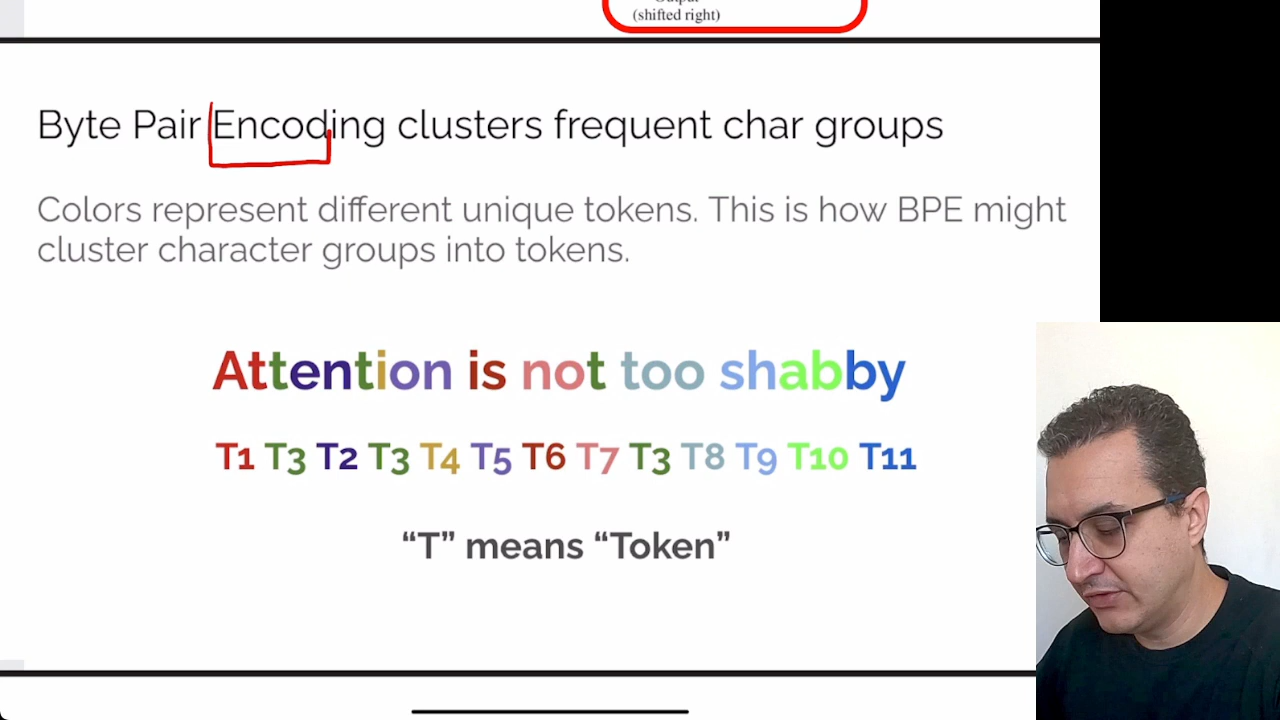 (shifted right)
Byte Pair Encoding clusters frequent char groups
Colors represent different unique tokens. This is how BPE might
cluster character groups into tokens.
Attention is not too shabby
T1 T3 T2 T3 T4 T5 T6 T7 T3 T8 T9 T10 T11
“T” means “Token”